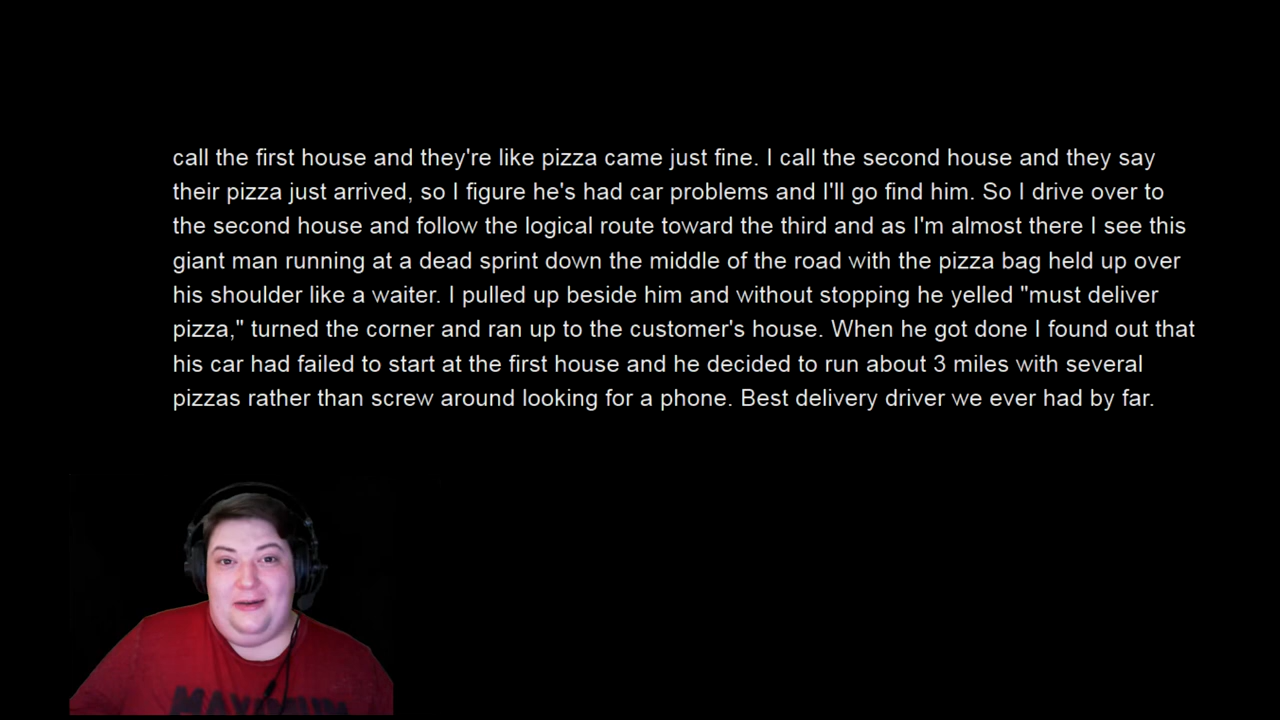 call the first house and they're like pizza came just fine. I call the second house and they say
their pizza just arrived, so I figure he's had car problems and I'll go find him. So I drive over to
the second house and follow the logical route toward the third and as I'm almost there I see this
giant man running at a dead sprint down the middle of the road with the pizza bag held up over
his shoulder like a waiter. I pulled up beside him and without stopping he yelled "must deliver
pizza," turned the corner and ran up to the customer's house. When he got done I found out that
his car had failed to start at the first house and he decided to run about 3 miles with several
pizzas rather than screw around looking for a phone. Best delivery driver we ever had by far.